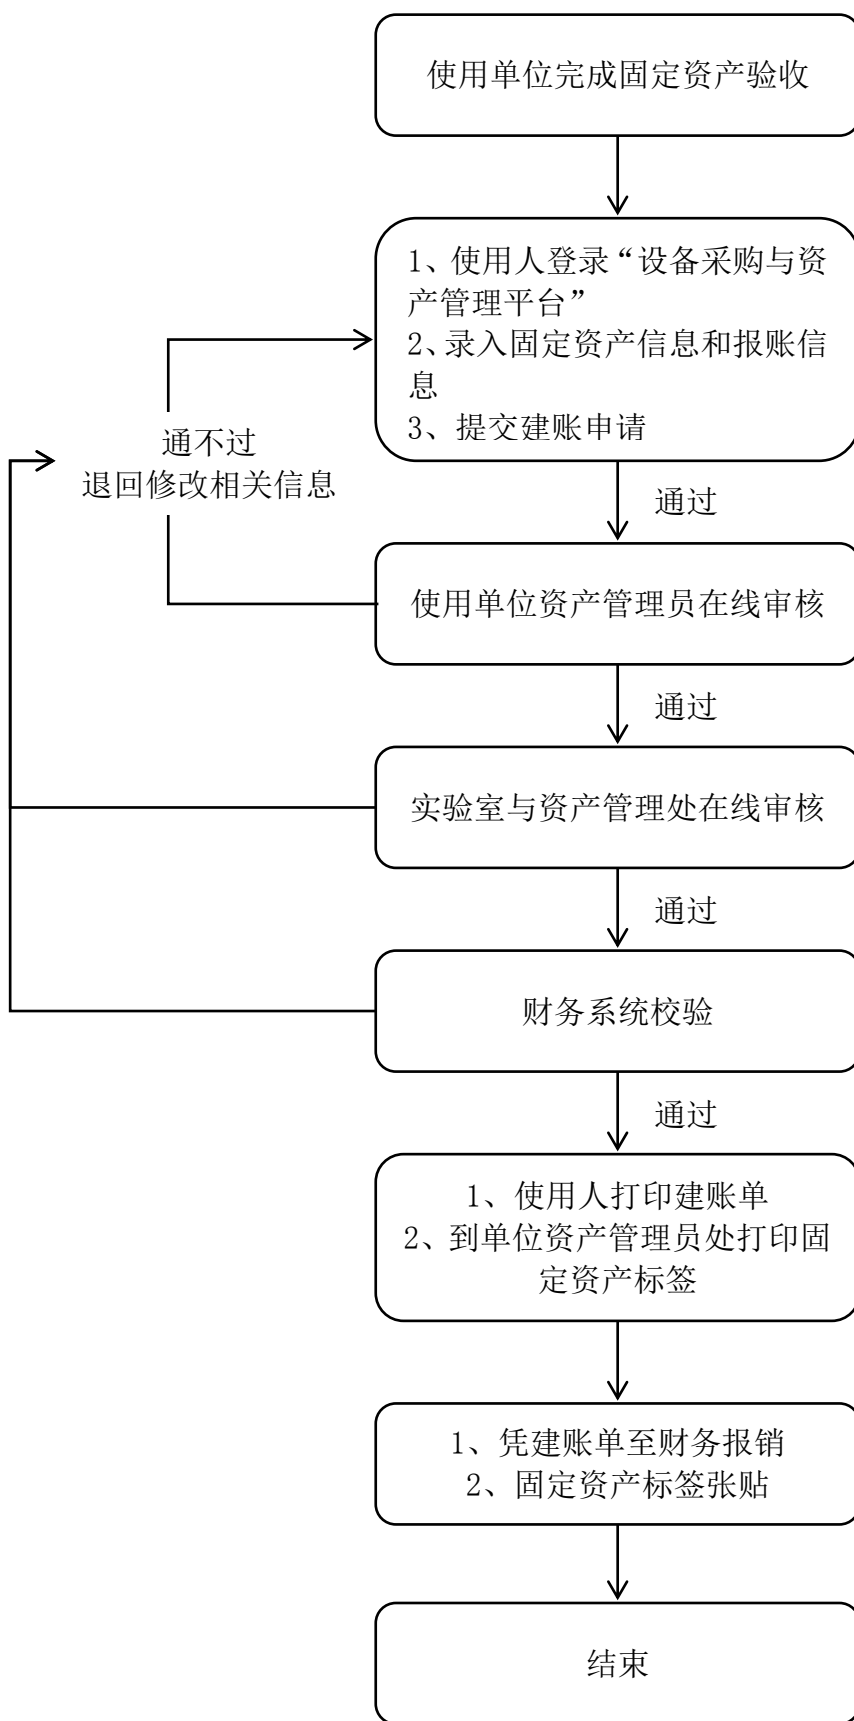 使用单位完成固定资产验收
1、使用人登录“设备采购与资
产管理平台”
2、录入固定资产信息和报账信
息
3、提交建账申请
通不过
退回修改相关信息
通过
使用单位资产管理员在线审核
通过
实验室与资产管理处在线审核
通过
财务系统校验
通过
1、使用人打印建账单
2、到单位资产管理员处打印固
定资产标签
1、凭建账单至财务报销
2、固定资产标签张贴
结束